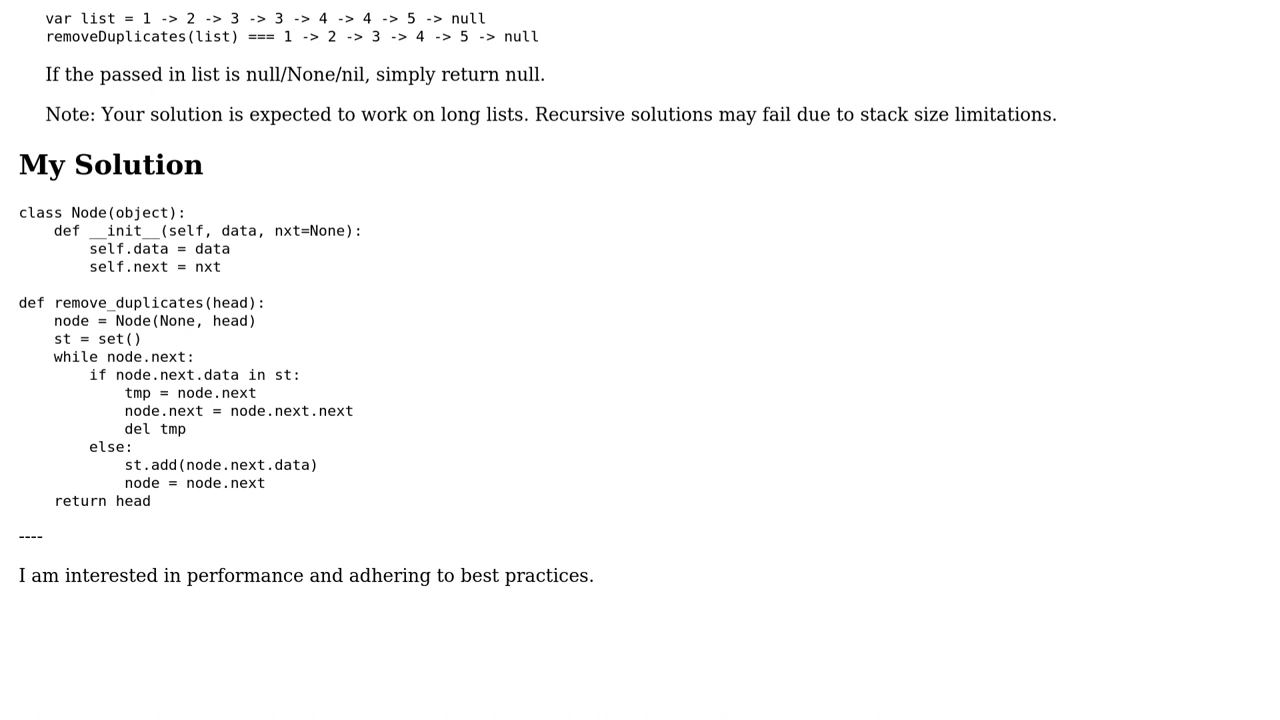 var list = 1 -> 2 -> 3 -> 3 -> 4 -> 4 -> 5 -> null
removeDuplicates(list) === 1 -> 2 -> 3 -> 4 -> 5 -> null
If the passed in list is null/None/nil, simply return null.
Note: Your solution is expected to work on long lists. Recursive solutions may fail due to stack size limitations.
My Solution
class Node(object):
    def __init__(self, data, nxt=None):
        self.data = data
        self.next = nxt
def remove_duplicates(head):
    node = Node(None, head)
    st = set()
    while node.next:
        if node.next.data in st:
            tmp = node.next
            node.next = node.next.next
            del tmp
        else:
            st.add(node.next.data)
            node = node.next
    return head
----
I am interested in performance and adhering to best practices.